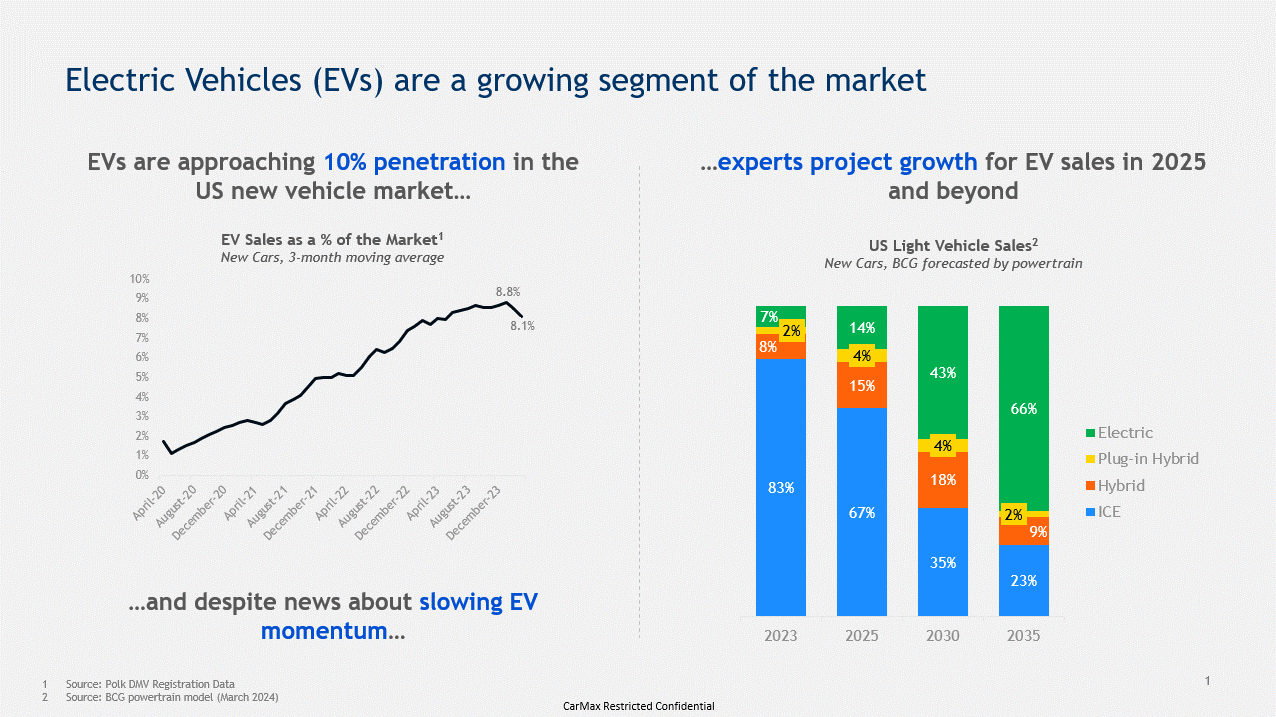 Electric Vehicles (EVs) are a growing segment of the market
EVs are approaching 10% penetration in the
US new vehicle market…
EV Sales as a % of the Market1
New Cars, 3-month moving average
10%
9%
8%
7%
6%
5%
4%
3%
2%
1%
0%
8.8%
8.1%
April-20
August-20
December-20
April-21
August-21
December-21
April-22
August-22
December-22
April-23
August-23
December-23
…and despite news about slowing EV
momentum…
…experts project growth for EV sales in 2025
and beyond
US Light Vehicle Sales2
New Cars, BCG forecasted by powertrain
7%
2%
8%
83%
14%
4%
15%
67%
43%
4%
18%
35%
66%
2%
9%
23%
2023
2025
2030
2035
Electric
Plug-in Hybrid
Hybrid
ICE
1 Source: Polk DMV Registration Data
2 Source: BCG powertrain model (March 2024)
CarMax Restricted Confidential
1